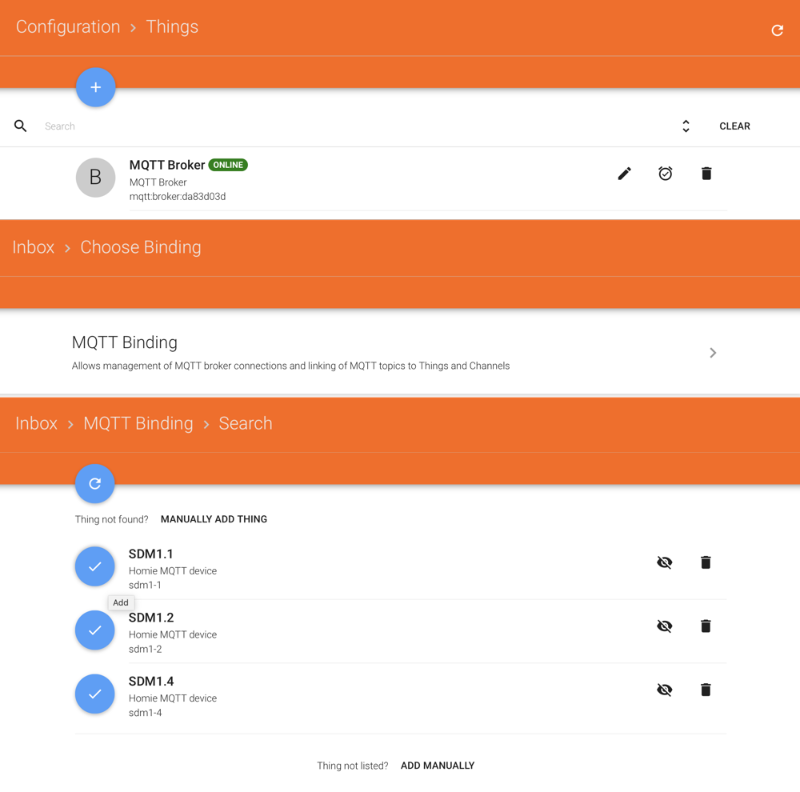 Configuration > Things
+
Search
CLEAR
B
MQTT Broker ONLINE
MQTT Broker
mqtt:broker:da83d03d
Inbox > Choose Binding
MQTT Binding
Allows management of MQTT broker connections and linking of MQTT topics to Things and Channels
Inbox > MQTT Binding > Search
Thing not found? MANUALLY ADD THING
SDM1.1
Homie MQTT device
sdm1-1
Add
SDM1.2
Homie MQTT device
sdm1-2
SDM1.4
Homie MQTT device
sdm1-4
Thing not listed? ADD MANUALLY